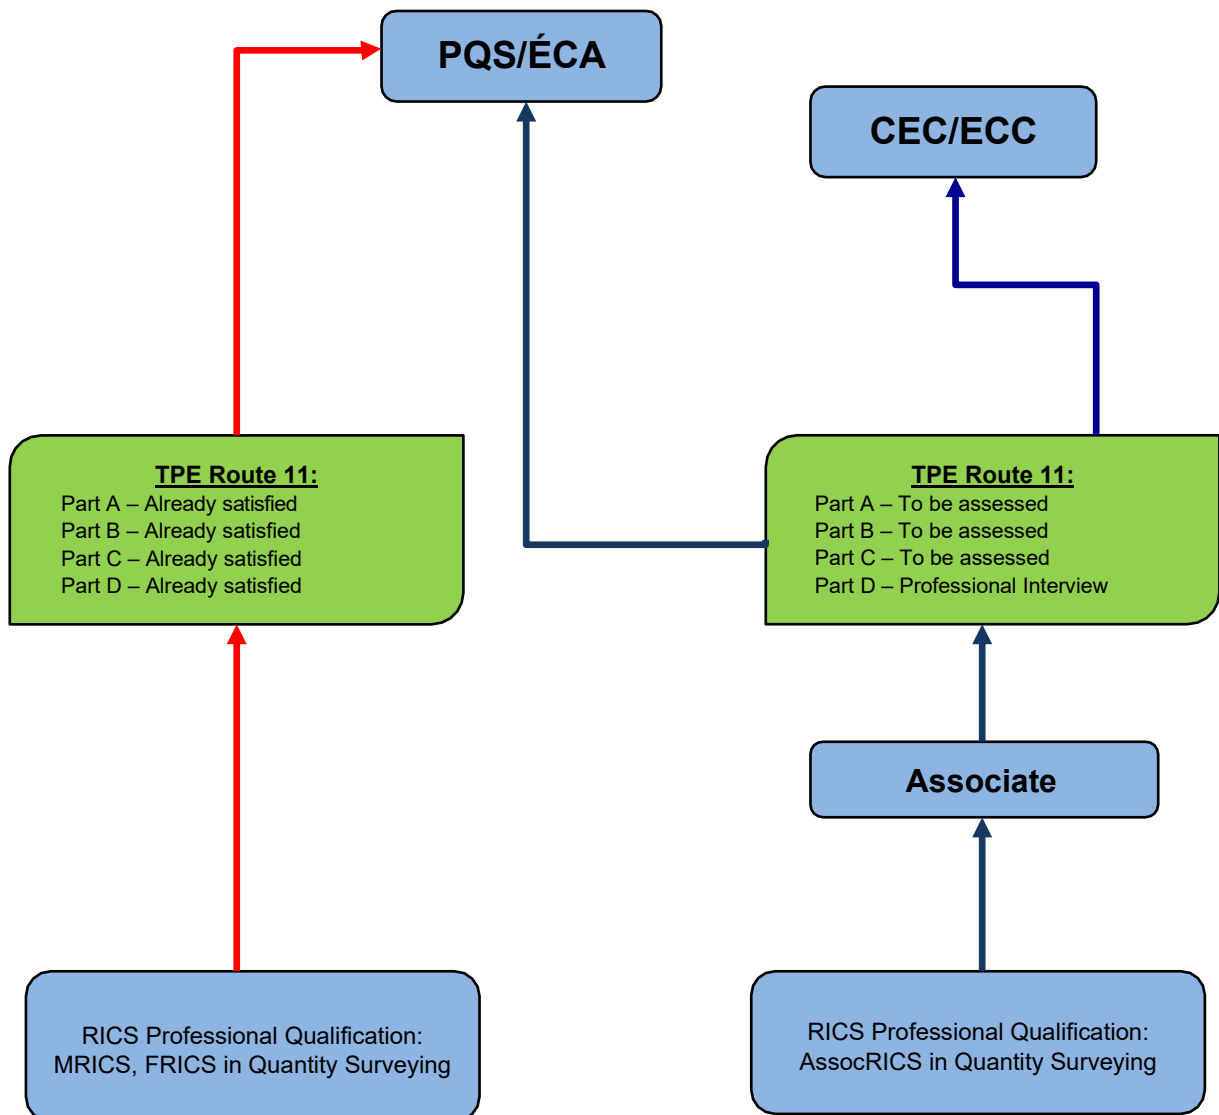 PQS/ÉCA
CEC/ECC
TPE Route 11:
Part A – Already satisfied
Part B – Already satisfied
Part C – Already satisfied
Part D – Already satisfied
TPE Route 11:
Part A – To be assessed
Part B – To be assessed
Part C – To be assessed
Part D – Professional Interview
Associate
RICS Professional Qualification:
MRICS, FRICS in Quantity Surveying
RICS Professional Qualification:
AssocRICS in Quantity Surveying